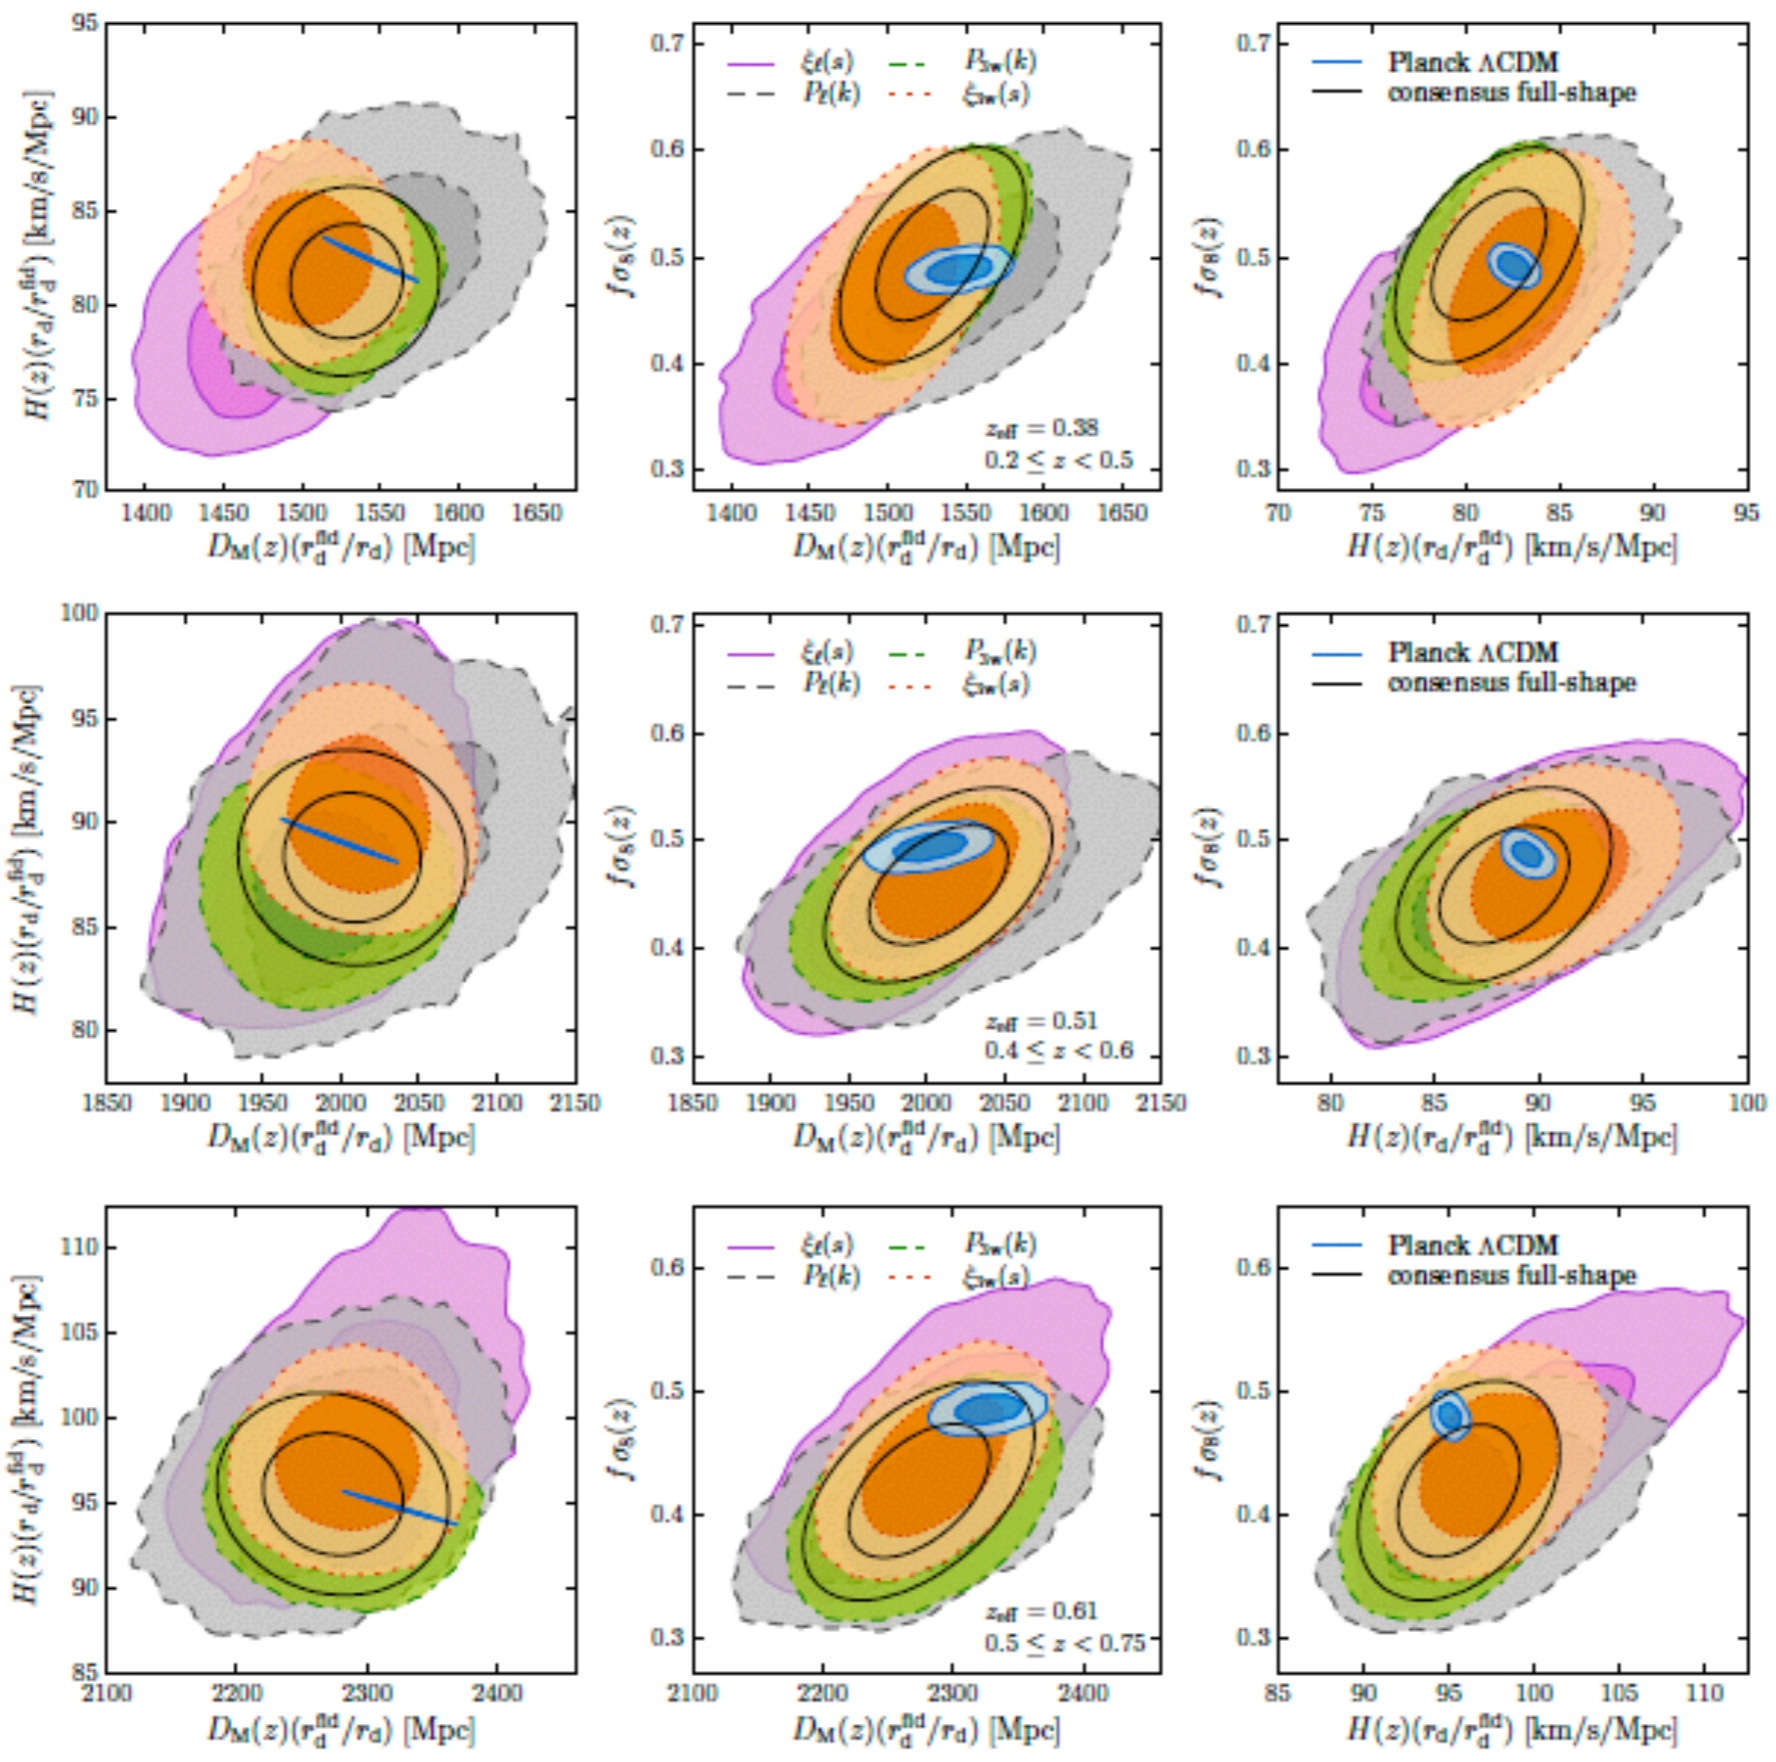 95
90
85
80
75
70
H(z)(r_d/r_d^fid) [km/s/Mpc]
1400 1450 1500 1550 1600 1650
D_M(z)(r_d^fid/r_d) [Mpc]
0.7
0.6
0.5
0.4
0.3
fσ_8(z)
ξ_ℓ(s) P_3w(k)
P_ℓ(k) ξ_3w(s)
z_eff = 0.38
0.2 ≤ z < 0.5
1400 1450 1500 1550 1600 1650
D_M(z)(r_d^fid/r_d) [Mpc]
0.7
0.6
0.5
0.4
0.3
fσ_8(z)
Planck ΛCDM
consensus full-shape
70 75 80 85 90 95
H(z)(r_d/r_d^fid) [km/s/Mpc]
100
95
90
85
80
H(z)(r_d/r_d^fid) [km/s/Mpc]
1850 1900 1950 2000 2050 2100 2150
D_M(z)(r_d^fid/r_d) [Mpc]
0.7
0.6
0.5
0.4
0.3
fσ_8(z)
ξ_ℓ(s) P_3w(k)
P_ℓ(k) ξ_3w(s)
z_eff = 0.51
0.4 ≤ z < 0.6
1850 1900 1950 2000 2050 2100 2150
D_M(z)(r_d^fid/r_d) [Mpc]
0.7
0.6
0.5
0.4
0.3
fσ_8(z)
Planck ΛCDM
consensus full-shape
80 85 90 95 100
H(z)(r_d/r_d^fid) [km/s/Mpc]
110
105
100
95
90
85
H(z)(r_d/r_d^fid) [km/s/Mpc]
2100 2200 2300 2400
D_M(z)(r_d^fid/r_d) [Mpc]
0.6
0.5
0.4
0.3
fσ_8(z)
ξ_ℓ(s) P_3w(k)
P_ℓ(k) ξ_3w(s)
z_eff = 0.61
0.5 ≤ z < 0.75
2100 2200 2300 2400
D_M(z)(r_d^fid/r_d) [Mpc]
0.6
0.5
0.4
0.3
fσ_8(z)
Planck ΛCDM
consensus full-shape
85 90 95 100 105 110
H(z)(r_d/r_d^fid) [km/s/Mpc]